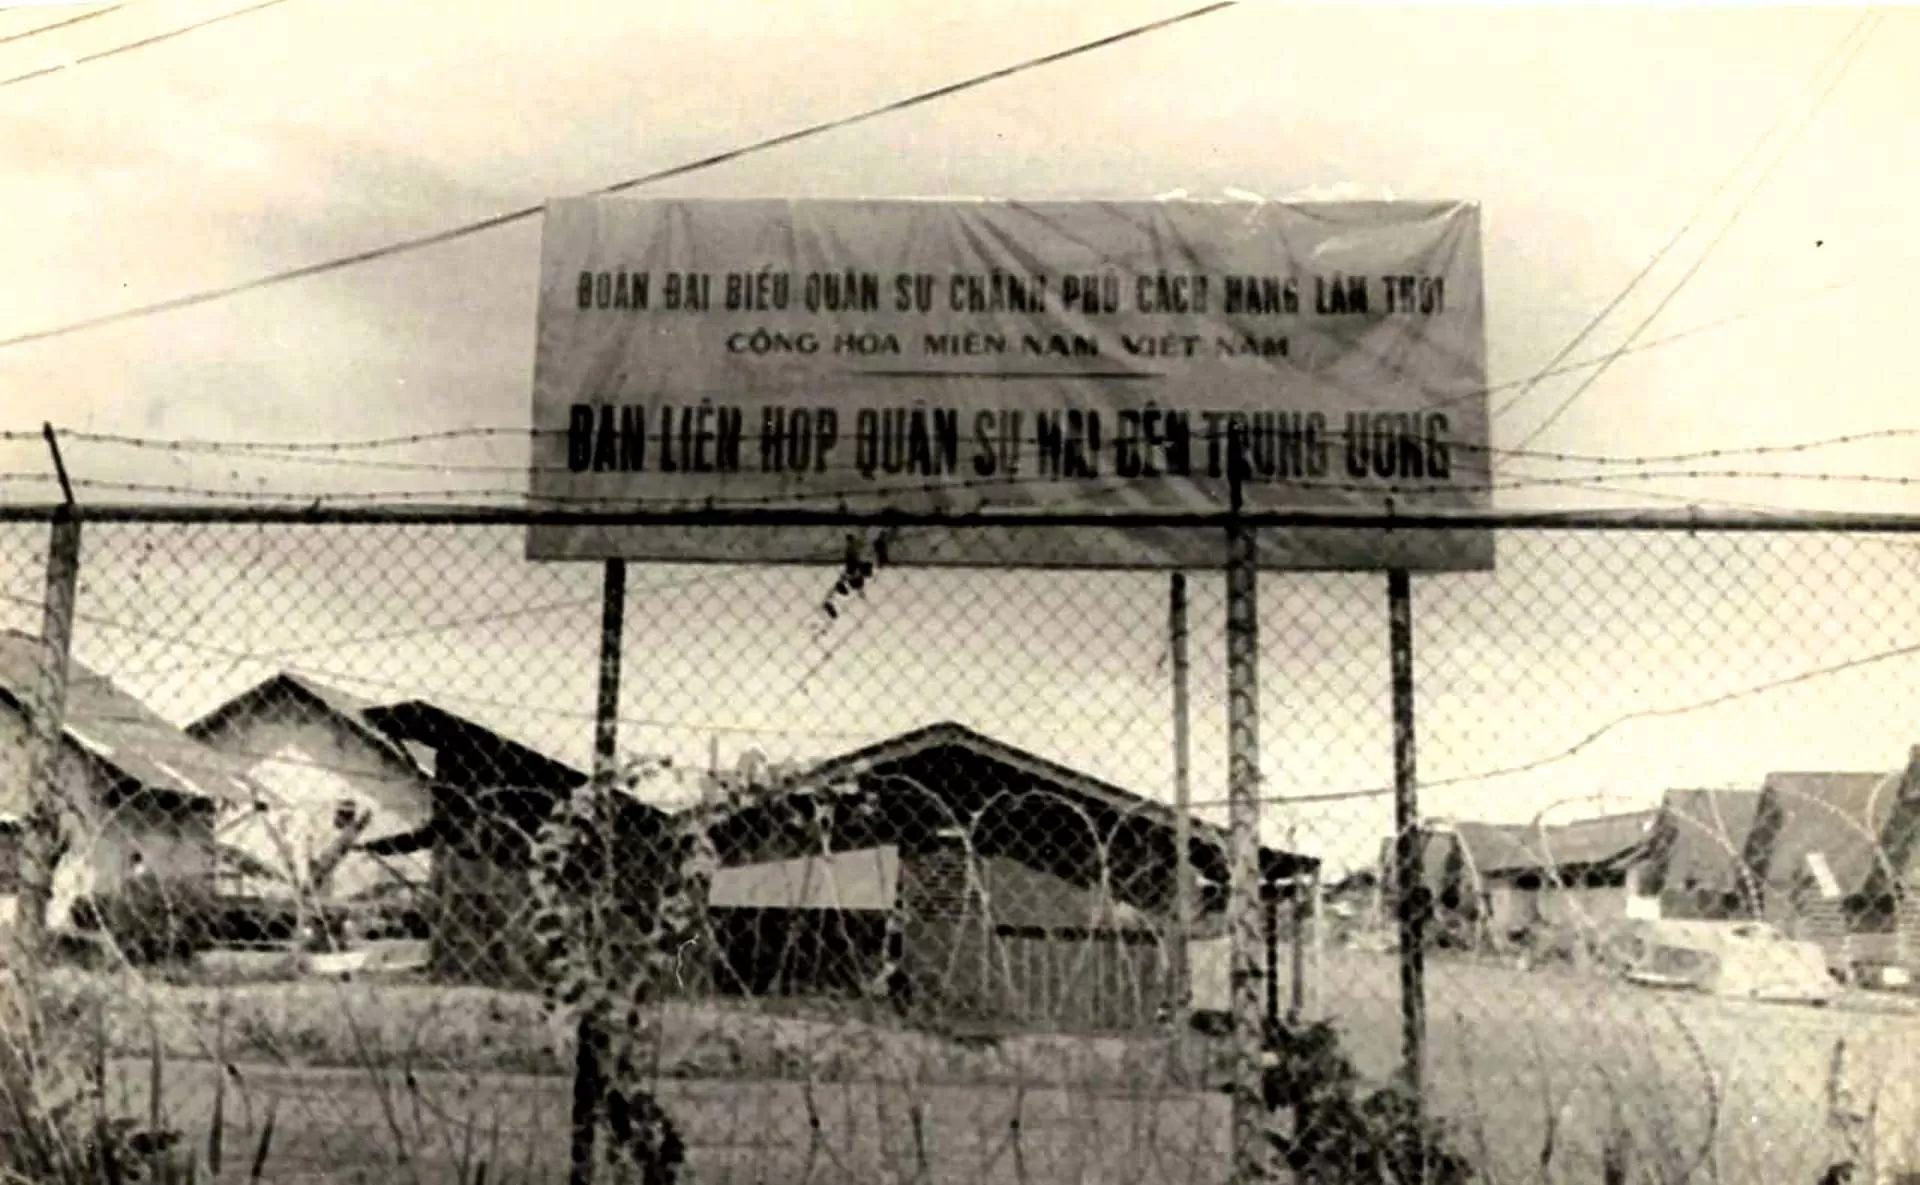 ĐOÀN ĐẠI BIỂU QUÂN SỰ CHÁNH PHỦ CÁCH MẠNG LÂM THỜI
CỘNG HÒA MIỀN NAM VIỆT NAM
BAN LIÊN HỢP QUÂN SỰ HAI BÊN TRUNG ƯƠNG